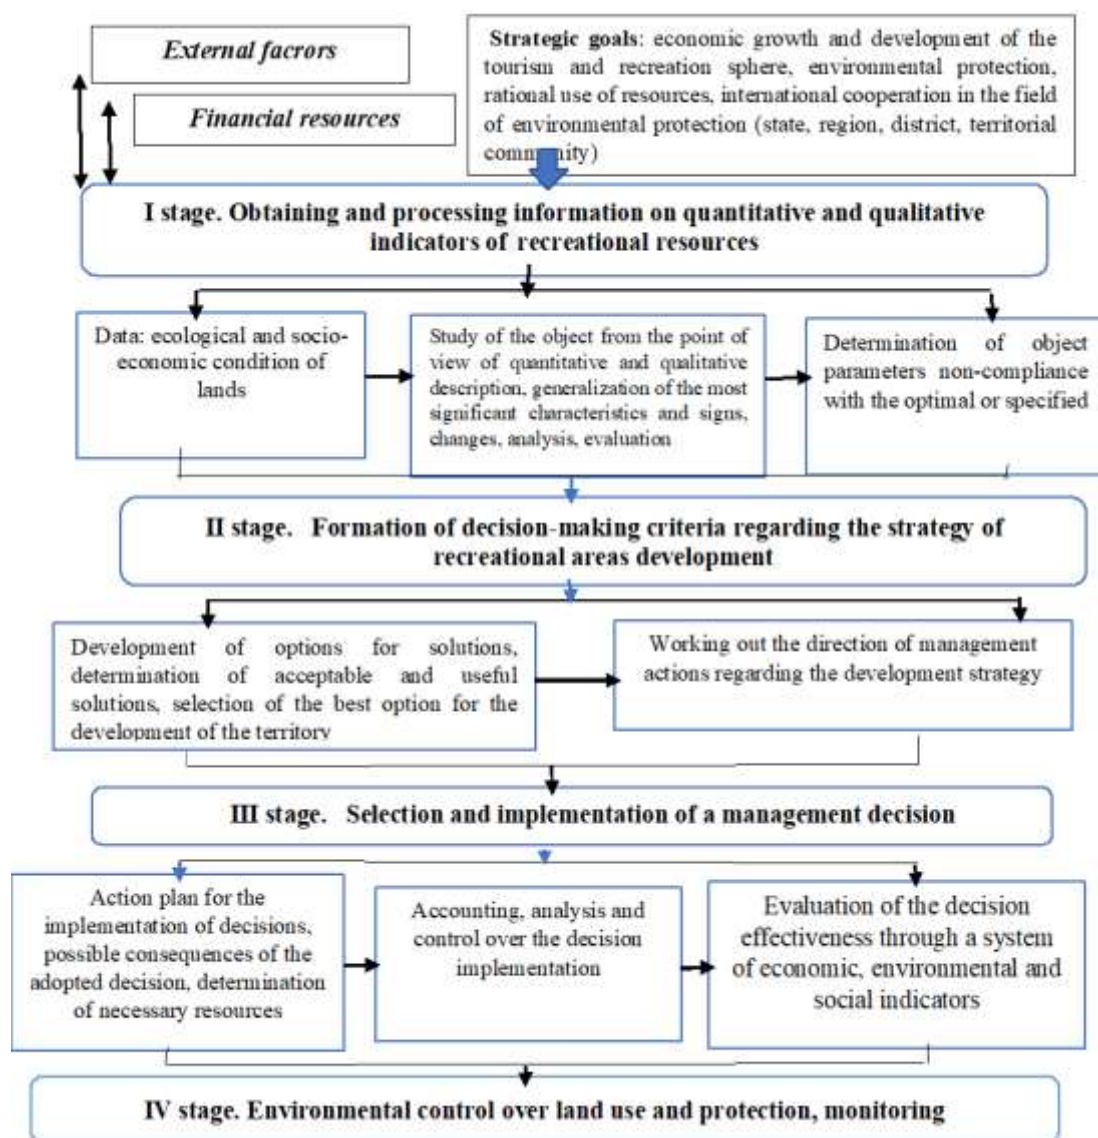 External facrors
Financial resources
Strategic goals: economic growth and development of the
tourism and recreation sphere, environmental protection,
rational use of resources, international cooperation in the field
of environmental protection (state, region, district, territorial
community)
I stage. Obtaining and processing information on quantitative and qualitative
indicators of recreational resources
Data: ecological and socio-
economic condition of
lands
Study of the object from the point of
view of quantitative and qualitative
description, generalization of the most
significant characteristics and signs,
changes, analysis, evaluation
Determination of object
parameters non-compliance
with the optimal or specified
II stage. Formation of decision-making criteria regarding the strategy of
recreational areas development
Development of options for solutions,
determination of acceptable and useful
solutions, selection of the best option for the
development of the territory
Working out the direction of management
actions regarding the development strategy
III stage. Selection and implementation of a management decision
Action plan for the
implementation of decisions,
possible consequences of the
adopted decision, determination
of necessary resources
Accounting, analysis and
control over the decision
implementation
Evaluation of the decision
effectiveness through a system
of economic, environmental and
social indicators
IV stage. Environmental control over land use and protection, monitoring